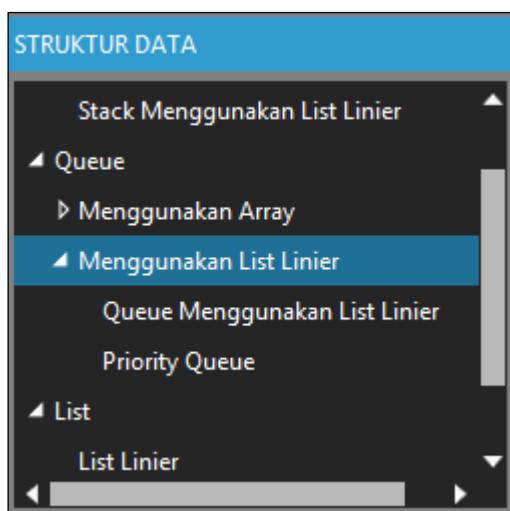 STRUKTUR DATA
Stack Menggunakan List Linier
Queue
Menggunakan Array
Menggunakan List Linier
Queue Menggunakan List Linier
Priority Queue
List
List Linier